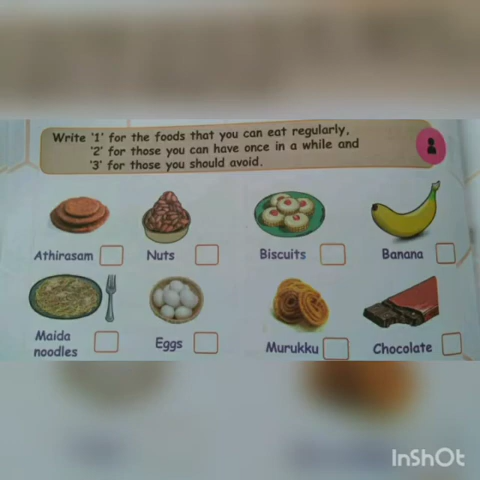 Write '1' for the foods that you can eat regularly,
'2' for those you can have once in a while and
'3' for those you should avoid.
Athirasam
Nuts
Biscuits
Banana
Maida
noodles
Eggs
Murukku
Chocolate
InShOt